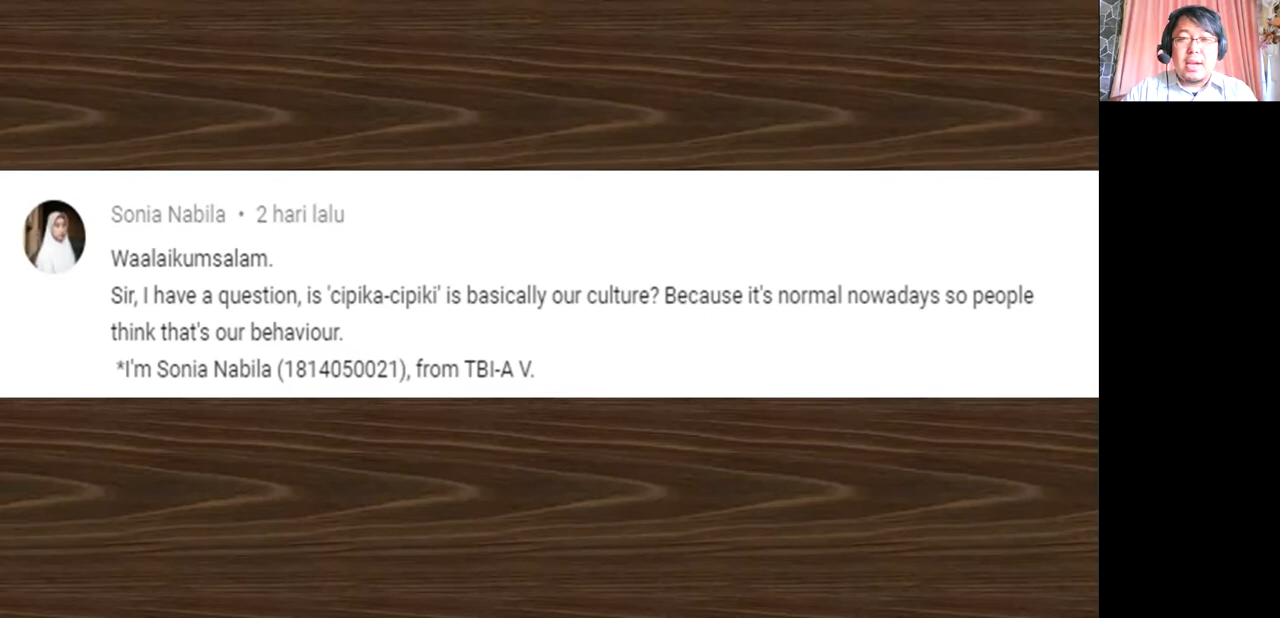 Sonia Nabila • 2 hari lalu
Waalaikumsalam.
Sir, I have a question, is 'cipika-cipiki' is basically our culture? Because it's normal nowadays so people
think that's our behaviour.
*I'm Sonia Nabila (1814050021), from TBI-A V.